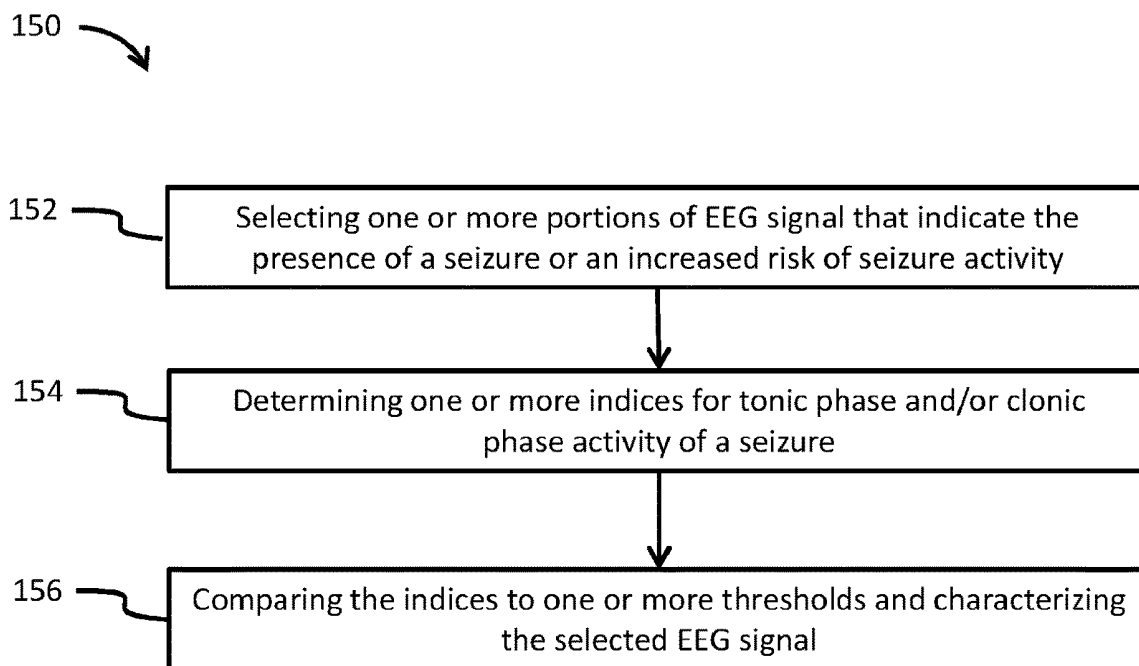 150
152
Selecting one or more portions of EEG signal that indicate the
presence of a seizure or an increased risk of seizure activity
154
Determining one or more indices for tonic phase and/or clonic
phase activity of a seizure
156
Comparing the indices to one or more thresholds and characterizing
the selected EEG signal